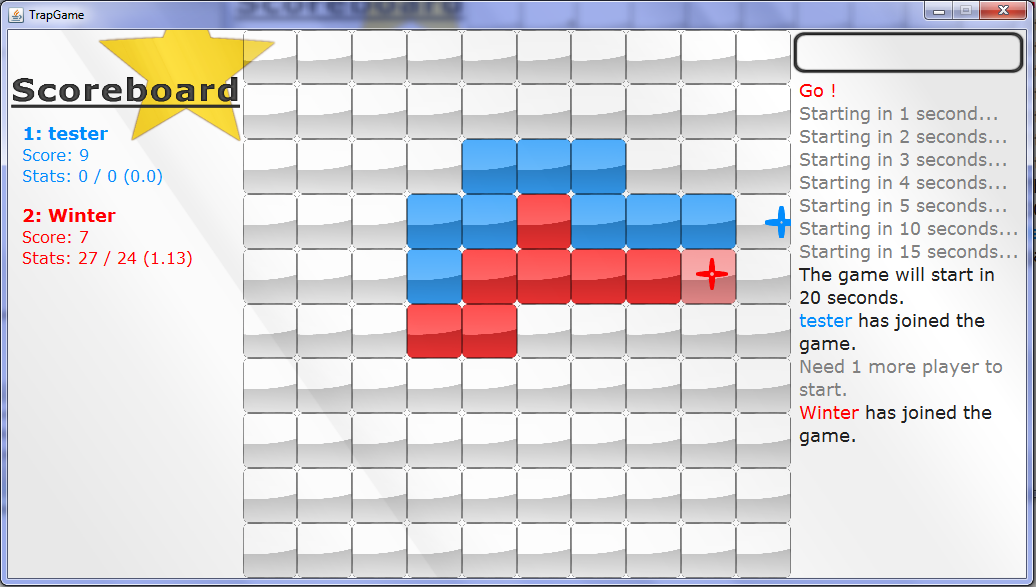 TrapGame
Scoreboard
Scoreboard
1: tester
Score: 9
Stats: 0 / 0 (0.0)
2: Winter
Score: 7
Stats: 27 / 24 (1.13)
Go !
Starting in 1 second...
Starting in 2 seconds...
Starting in 3 seconds...
Starting in 4 seconds...
Starting in 5 seconds...
Starting in 10 seconds...
Starting in 15 seconds...
The game will start in
20 seconds.
tester has joined the
game.
Need 1 more player to
start.
Winter has joined the
game.